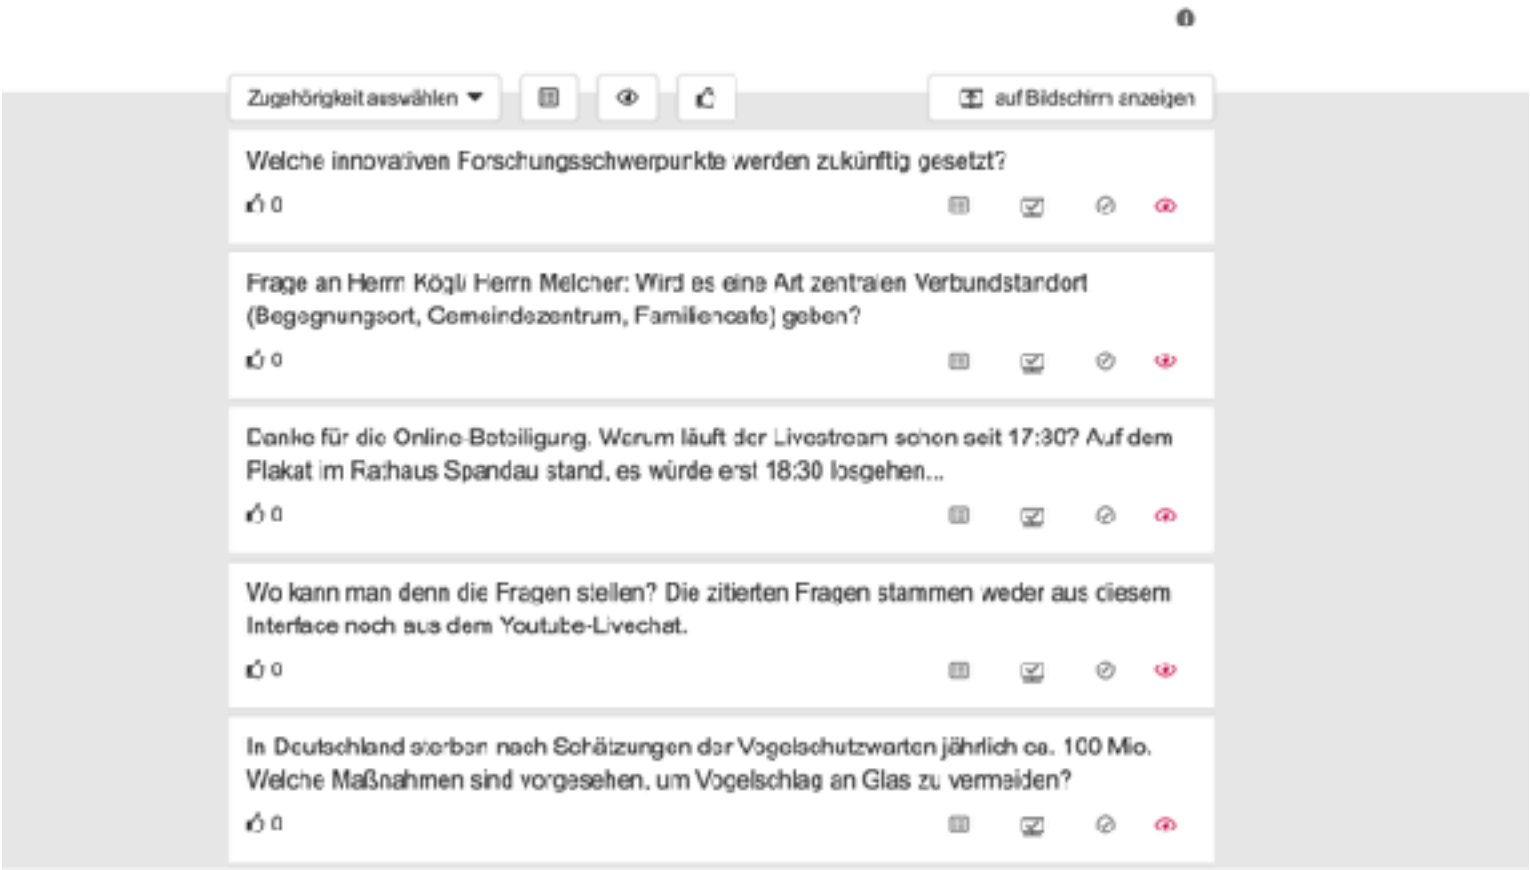 Zugehörigkeit auswählen
auf Bildschirm anzeigen
Welche innovativen Forschungsschwerpunkte werden zukünftig gesetzt?
0
Frage an Herrn Kögl/ Herrn Melcher: Wird es eine Art zentralen Verbundstandort
(Begegnungsort, Gemeindezentrum, Familiencafe) geben?
0
Danke für die Online-Beteiligung. Warum läuft der Livestream schon seit 17:30? Auf dem
Plakat im Rathaus Spandau stand, es würde erst 18:30 losgehen...
0
Wo kann man denn die Fragen stellen? Die zitierten Fragen stammen weder aus diesem
Interface noch aus dem Youtube-Livechat.
0
In Deutschland sterben nach Schätzungen der Vogelschutzwarten jährlich ca. 100 Mio.
Welche Maßnahmen sind vorgesehen, um Vogelschlag an Glas zu vermeiden?
0